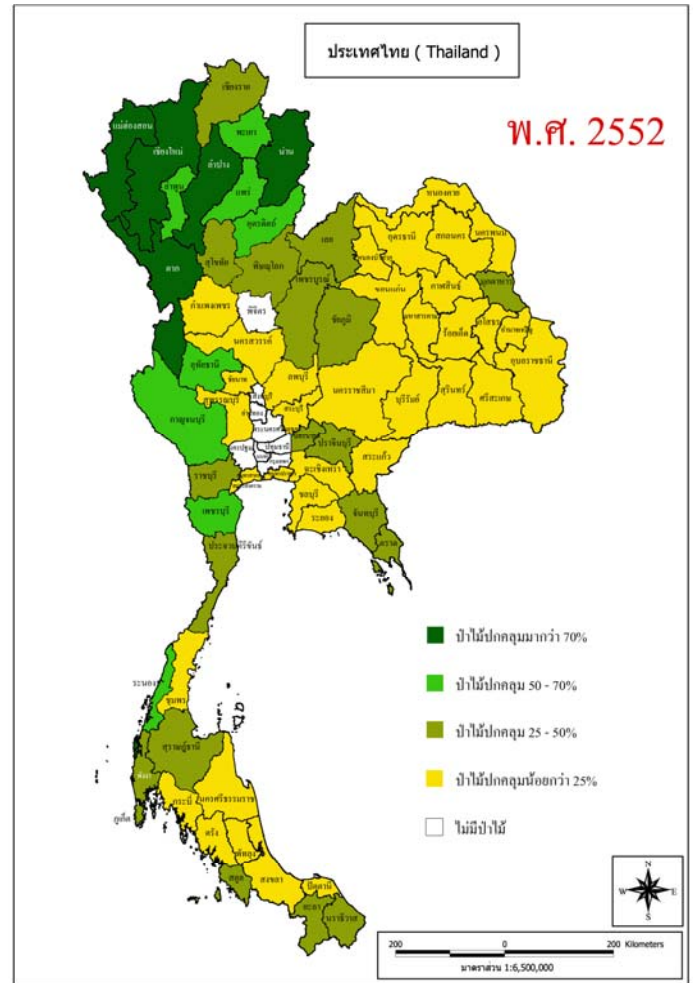 ประเทศไทย ( Thailand )
พ.ศ. 2552
เชียงราย
แม่ฮ่องสอน
พะเยา
เชียงใหม่
น่าน
ลำปาง
ลำพูน
แพร่
อุตรดิตถ์
หนองคาย
เลย
อุดรธานี
สกลนคร
นครพนม
ตาก
สุโขทัย
พิษณุโลก
เพชรบูรณ์
ขอนแก่น
กาฬสินธุ์
มุกดาหาร
กำแพงเพชร
พิจิตร
ชัยภูมิ
มหาสารคาม
ร้อยเอ็ด
ยโสธร
อำนาจเจริญ
นครสวรรค์
อุทัยธานี
ชัยนาท
ลพบุรี
นครราชสีมา
บุรีรัมย์
สุรินทร์
ศรีสะเกษ
อุบลราชธานี
สุพรรณบุรี
สระบุรี
กาญจนบุรี
ปทุมธานี
นครปฐม
ปราจีนบุรี
สระแก้ว
ฉะเชิงเทรา
ราชบุรี
ชลบุรี
เพชรบุรี
ระยอง
จันทบุรี
ตราด
ประจวบคีรีขันธ์
ระนอง
ชุมพร
สุราษฎ์ธานี
พังงา
ภูเก็ต
กระบี่
นครศรีธรรมราช
ตรัง
พัทลุง
สตูล
สงขลา
ปัตตานี
ยะลา
นราธิวาส
ป่าไม้ปกคลุมมากว่า 70%
ป่าไม้ปกคลุม 50 - 70%
ป่าไม้ปกคลุม 25 - 50%
ป่าไม้ปกคลุมน้อยกว่า 25%
ไม่มีป่าไม้
N
W
E
S
200 0 200 Kilometers
มาตราส่วน 1:6,500,000